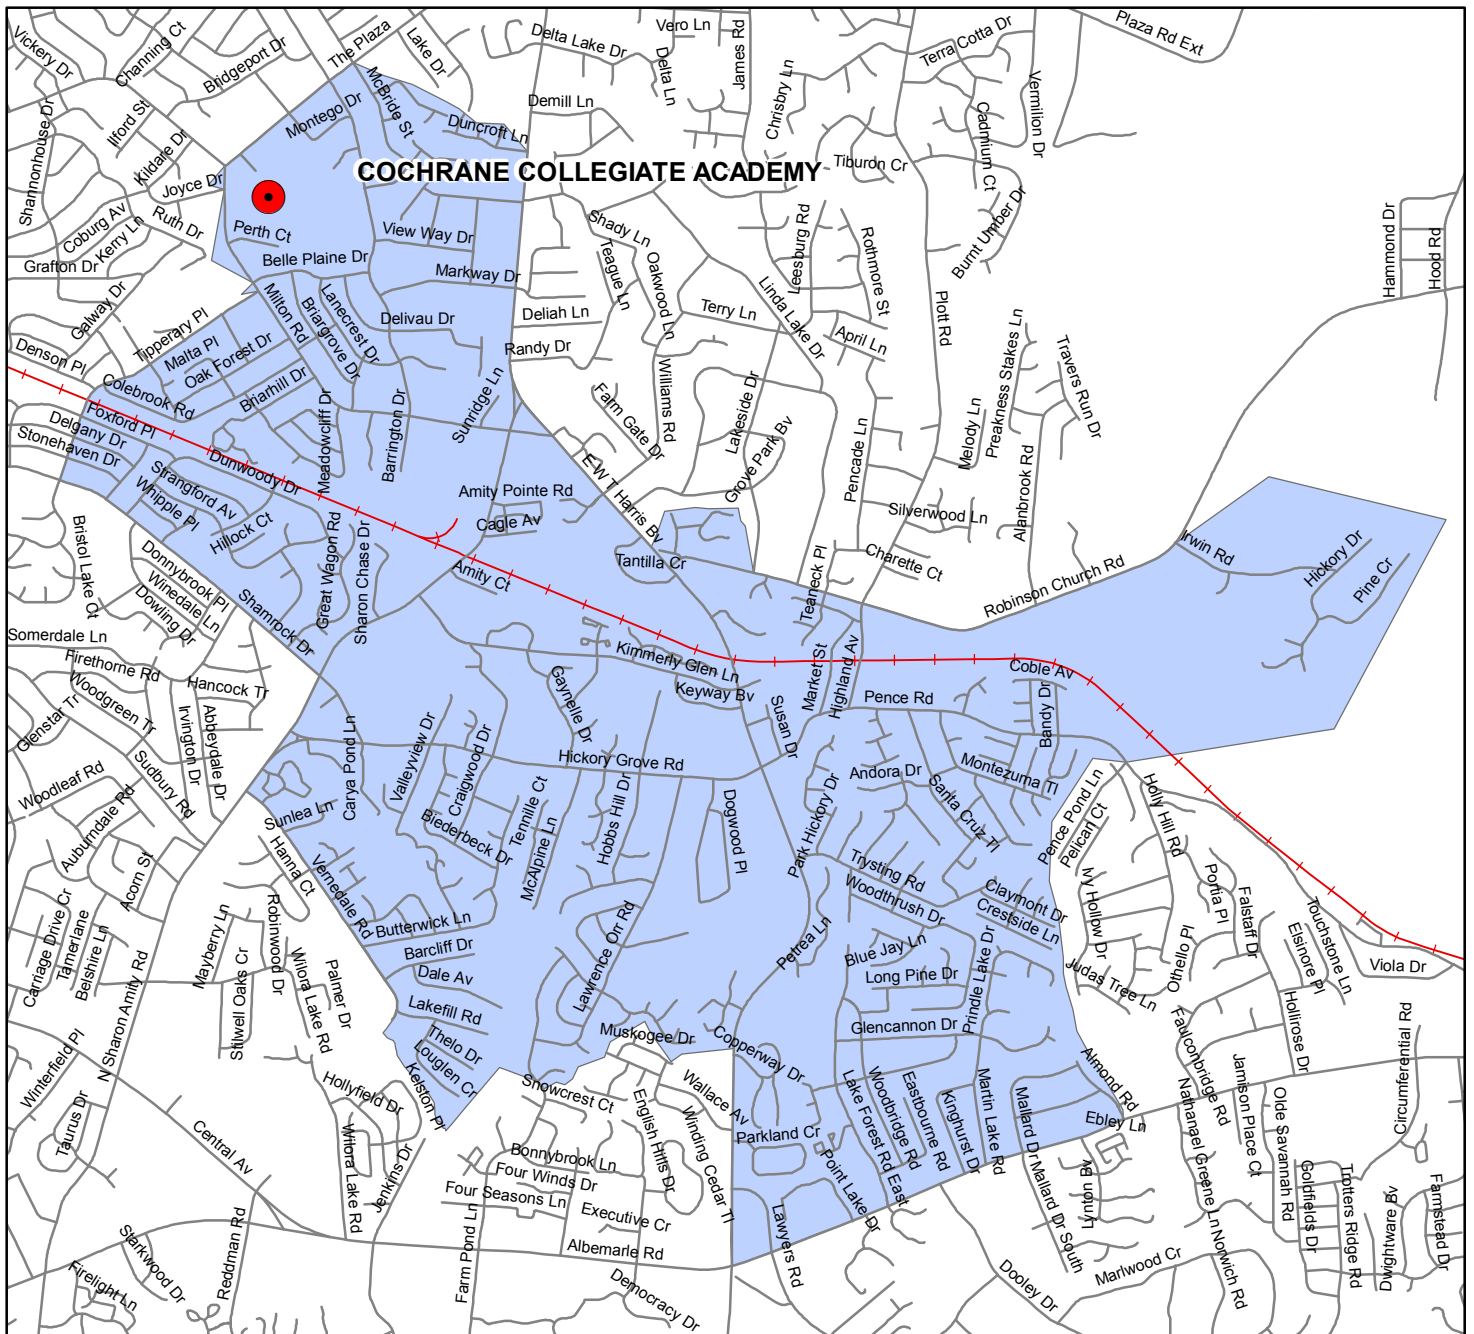 Vickery Dr
Channing Ct
Bridgeport Dr
The Plaza
Lake Dr
Delta Lake Dr
Vero Ln
Delta Ln
James Rd
Chrisbry Ln
Terra Cotta Dr
Plaza Rd Ext
Vermilion Dr
Cadmium Ct
Shannonhouse Dr
Ilford St
Kildare Dr
Montego Dr
McBride St
Duncroft Ln
Demill Ln
COCHRANE COLLEGIATE ACADEMY
Tiburon Cr
Burnt Umber Dr
Joyce Dr
Ruth Dr
Coburg Av
Kerry Ln
Grafton Dr
Perth Ct
View Way Dr
Belle Plaine Dr
Markway Dr
Shady Ln
Teague Ln
Oakwood Ln
Leesburg Rd
Rothmore St
Linda Lake Dr
Hammond Dr
Hood Rd
Galway Dr
Tipperary Pl
Milton Rd
Briargrove Dr
Lanecrest Dr
Delivau Dr
Deliah Ln
Randy Dr
Terry Ln
April Ln
Plott Rd
Denson Pl
Malta Pl
Oak Forest Dr
Colebrook Rd
Briarhill Dr
Foxford Pl
Delgany Dr
Stonehaven Dr
Meadowcliff Dr
Barrington Dr
Sunridge Ln
Farm Gate Dr
Williams Rd
Lakeside Dr
Grove Park Bv
Pencade Ln
Melody Ln
Preakness Stakes Ln
Travers Run Dr
Alanbrook Rd
Dunwoody Dr
Strangford Av
Whipple Pl
Hillock Ct
Great Wagon Rd
Sharon Chase Dr
Amity Pointe Rd
Cagle Av
Amity Ct
E W T Harris Bv
Tantilla Cr
Silverwood Ln
Charette Ct
Teaneck Pl
Robinson Church Rd
Irwin Rd
Hickory Dr
Pine Cr
Bristol Lake Ct
Donnybrook Pl
Winedale Ln
Dowling Dr
Shamrock Dr
Somerdale Ln
Firethorne Rd
Woodgreen Tr
Glenstar Tr
Hancock Tr
Irvington Dr
Abbeydale Dr
Sudbury Rd
Woodleaf Rd
Auburndale Rd
Acorn St
Kimmerly Glen Ln
Keyway Bv
Gaynelle Dr
Susan Dr
Market St
Highland Av
Pence Rd
Coble Av
Bandy Dr
Montezuma Tl
Carya Pond Ln
Valleyview Dr
Craigwood Dr
Hickory Grove Rd
Andora Dr
Santa Cruz Tl
Park Hickory Dr
Dogwood Pl
Hobbs Hill Dr
Tennille Ct
McAlpine Ln
Biederbeck Dr
Sunlea Ln
Hanna Ct
Vernedale Rd
Pence Pond Ln
Pelican Ct
Holly Hill Rd
Ivy Hollow Dr
Portia Pl
Falstaff Dr
Othello Pl
Touchstone Ln
Elsinore Pl
Viola Dr
Judas Tree Ln
Hollirose Dr
Trysting Rd
Woodthrush Dr
Claymont Dr
Crestside Ln
Blue Jay Ln
Long Pine Dr
Prindle Lake Dr
Glencannon Dr
Petrea Ln
Lawrence Orr Rd
Butterwick Ln
Barcliff Dr
Dale Av
Lakefill Rd
Thelo Dr
Louglen Cr
Kelston Pl
Carriage Drive Cr
Tamerlane
Belshire Ln
N Sharon Amity Rd
Mayberry Ln
Stilwell Oaks Cr
Robinwood Dr
Wilora Lake Rd
Palmer Dr
Winterfield Pl
Taurus Dr
Central Av
Hollyfield Dr
Wilora Lake Rd
Jenkins Dr
Muskogee Dr
Snowcrest Ct
English Hills Dr
Wallace Av
Winding Cedar Tl
Copperway Dr
Parkland Cr
Point Lake Dr
Lake Forest Rd East
Woodbridge Rd
Eastbourne Rd
Kinghurst Dr
Martin Lake Rd
Mallard Dr
Mallard Dr South
Almond Rd
Ebley Ln
Lyron Bv
Faulconbridge Rd
Nathanael Greene Ln
Jamison Place Ct
Olde Savannah Rd
Goldfields Dr
Trotters Ridge Rd
Dwightware Bv
Farmstead Dr
Circumferential Rd
Norwich Rd
Marlwood Cr
Dooley Dr
Lawyers Rd
Bonnybrook Ln
Four Winds Dr
Four Seasons Ln
Executive Cr
Albemarle Rd
Farm Pond Ln
Democracy Dr
Reddman Rd
Starkwood Dr
Firelight Ln